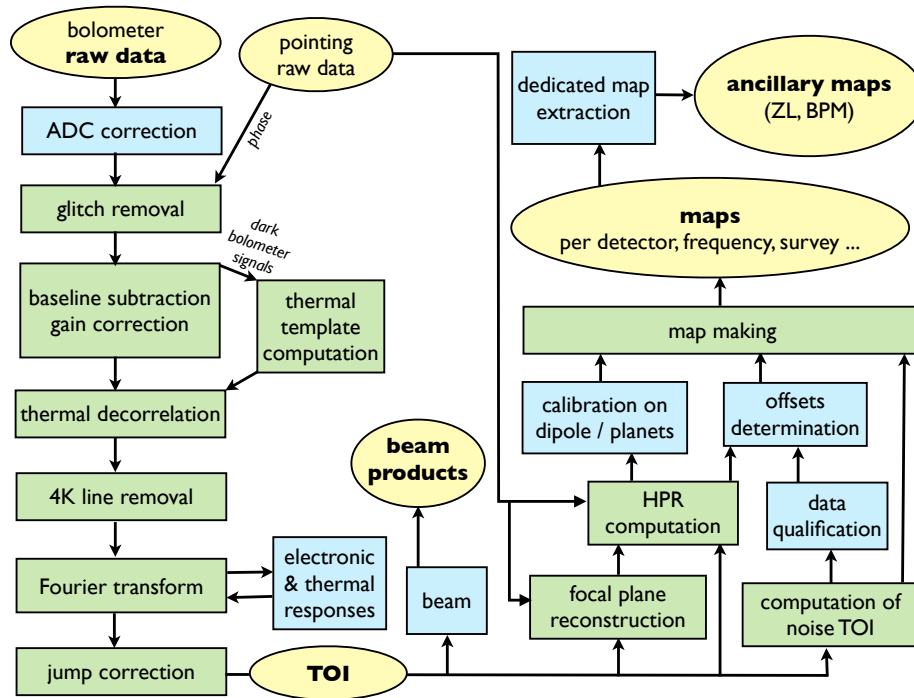 bolometer
raw data
pointing
raw data
phase
ADC correction
glitch removal
dark
bolometer
signals
baseline subtraction
gain correction
thermal
template
computation
thermal decorrelation
4K line removal
Fourier transform
electronic
& thermal
responses
jump correction
TOI
beam
products
beam
dedicated map
extraction
ancillary maps
(ZL, BPM)
maps
per detector, frequency, survey ...
map making
calibration on
dipole / planets
offsets
determination
HPR
computation
data
qualification
focal plane
reconstruction
computation of
noise TOI